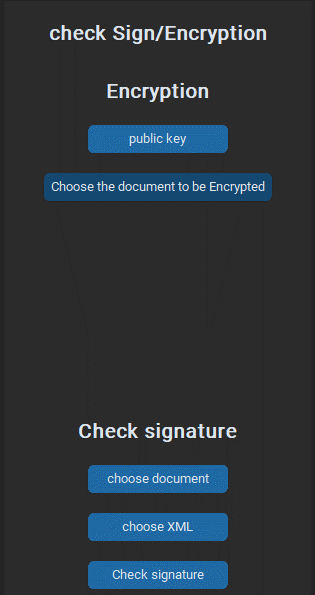 check Sign/Encryption
Encryption
public key
Choose the document to be Encrypted
Check signature
choose document
choose XML
Check signature